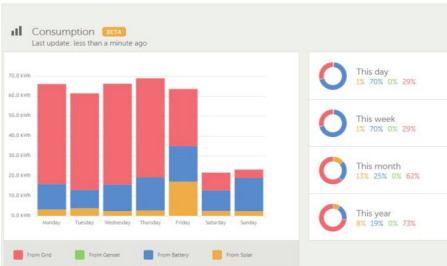 Consumption BETA
Last update: less than a minute ago
70.0 kWh
60.0 kWh
50.0 kWh
40.0 kWh
30.0 kWh
20.0 kWh
10.0 kWh
0.0 kWh
Monday Tuesday Wednesday Thursday Friday Saturday Sunday
From Grid From Genset From Battery From Solar
This day
1% 70% 0% 29%
This week
1% 70% 0% 29%
This month
13% 25% 0% 62%
This year
8% 19% 0% 73%